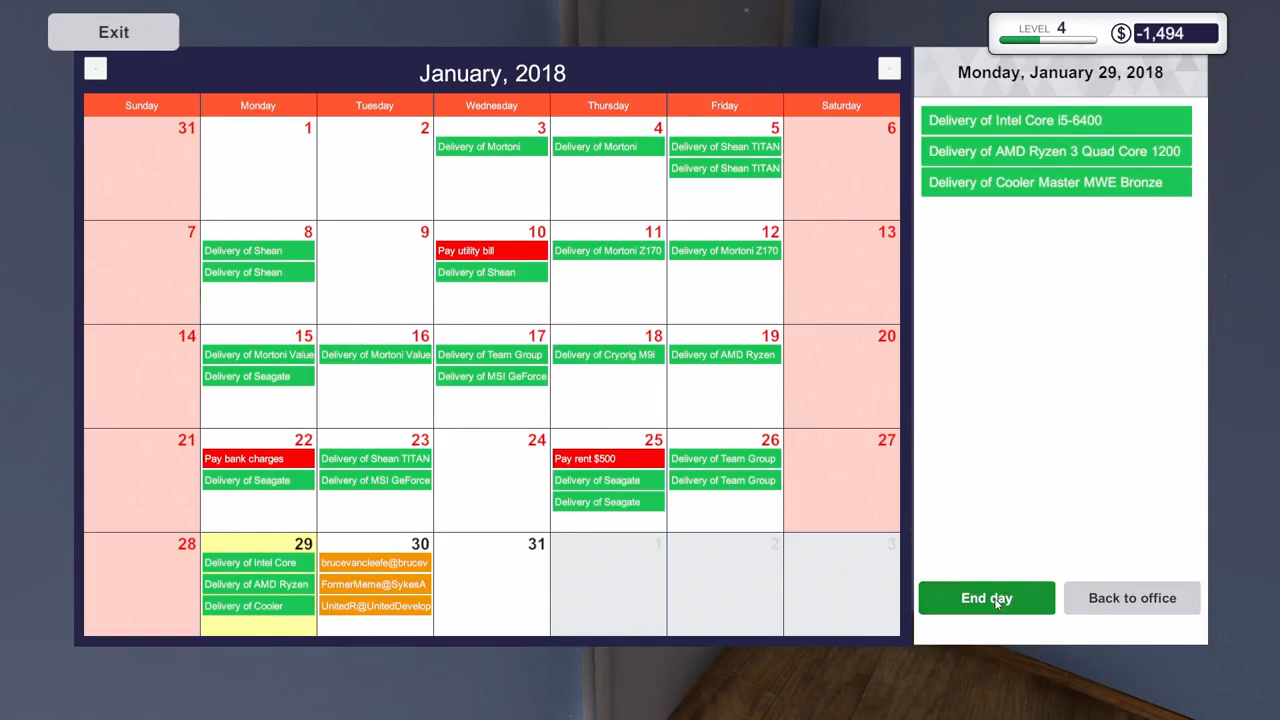 Exit
LEVEL 4
$ -1,494
January, 2018
Monday, January 29, 2018
Sunday Monday Tuesday Wednesday Thursday Friday Saturday
31 1 2 3 4 5 6
Delivery of Mortoni Delivery of Mortoni Delivery of Shean TITAN
Delivery of Shean TITAN
7 8 9 10 11 12 13
Delivery of Shean Pay utility bill Delivery of Mortoni Z170 Delivery of Mortoni Z170
Delivery of Shean Delivery of Shean
14 15 16 17 18 19 20
Delivery of Mortoni Value Delivery of Mortoni Value Delivery of Team Group Delivery of Cryorig M9i Delivery of AMD Ryzen
Delivery of Seagate Delivery of MSI GeForce
21 22 23 24 25 26 27
Pay bank charges Delivery of Shean TITAN Pay rent $500 Delivery of Team Group
Delivery of Seagate Delivery of MSI GeForce Delivery of Seagate Delivery of Team Group
Delivery of Seagate
28 29 30 31 1 2 3
Delivery of Intel Core brucevancleefe@brucev
Delivery of AMD Ryzen FormerMeme@SykesA
Delivery of Cooler UnitedR@UnitedDevelop
Delivery of Intel Core i5-6400
Delivery of AMD Ryzen 3 Quad Core 1200
Delivery of Cooler Master MWE Bronze
End day
Back to office